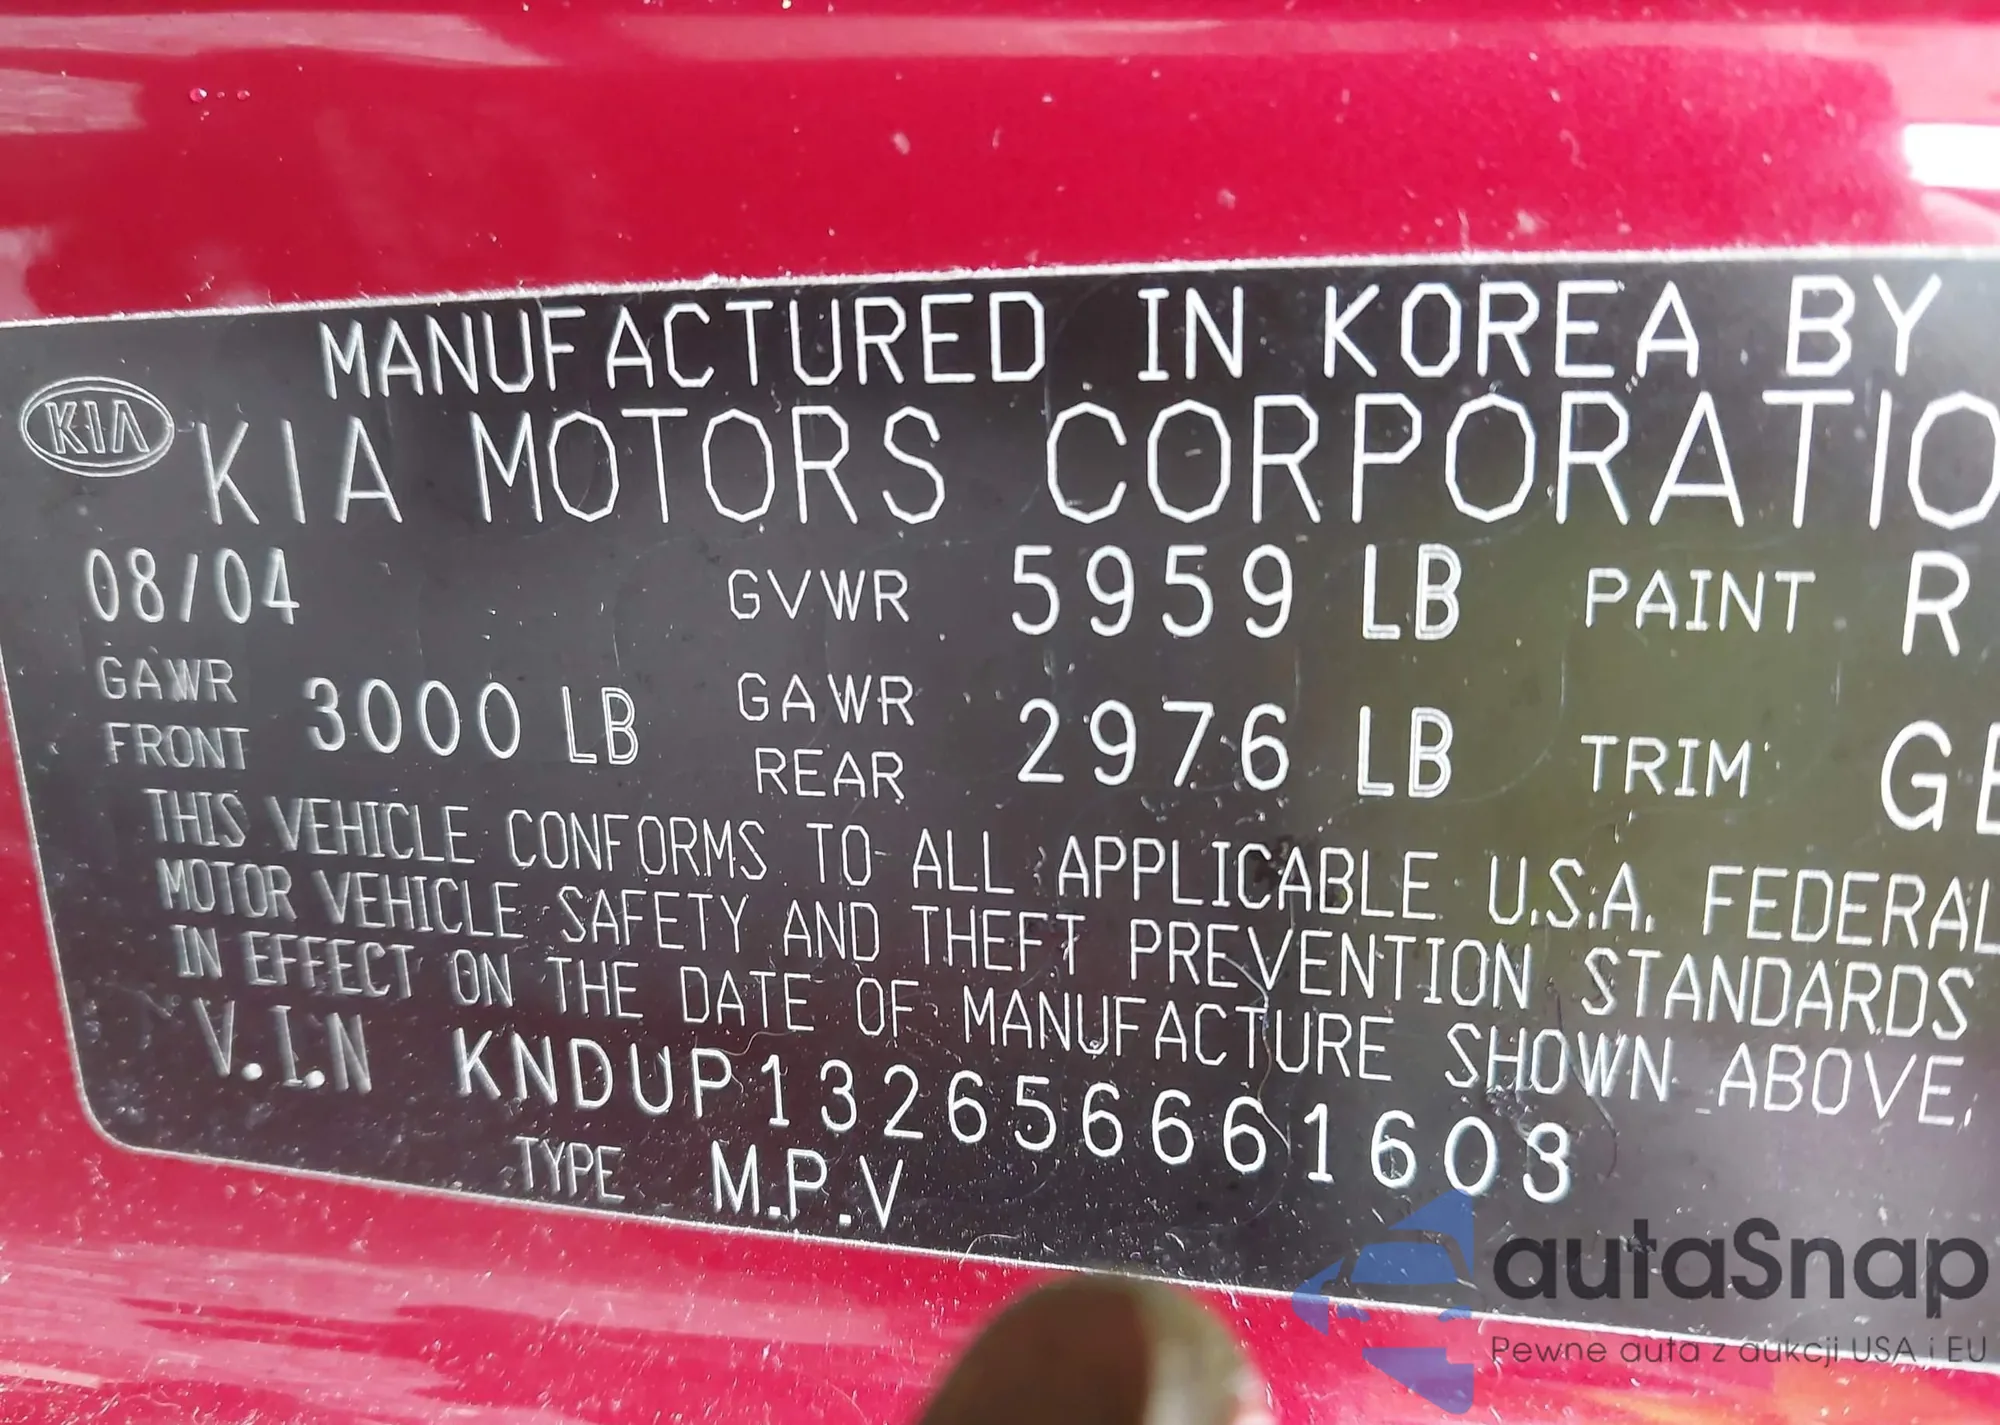 MANUFACTURED IN KOREA BY
KIA KIA MOTORS CORPORATIO
08/04 GVWR 5959 LB PAINT R
GAWR FRONT 3000 LB GAWR REAR 2976 LB TRIM GE
THIS VEHICLE CONFORMS TO ALL APPLICABLE U.S.A. FEDERAL
MOTOR VEHICLE SAFETY AND THEFT PREVENTION STANDARDS
IN EFFECT ON THE DATE OF MANUFACTURE SHOWN ABOVE.
V.I.N KNDUP132656661603
TYPE M.P.V
autaSnap
Pewne auta z aukcji USA i EU